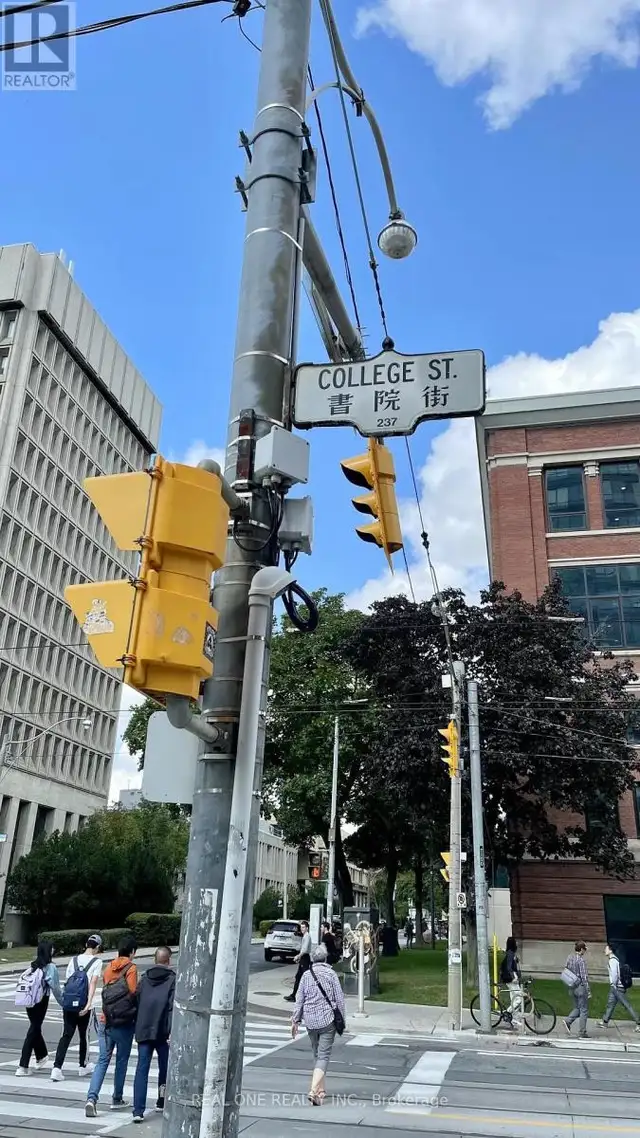 R
REALTOR®
COLLEGE ST.
書院街
237
REAL ONE REALTY INC., Brokerage